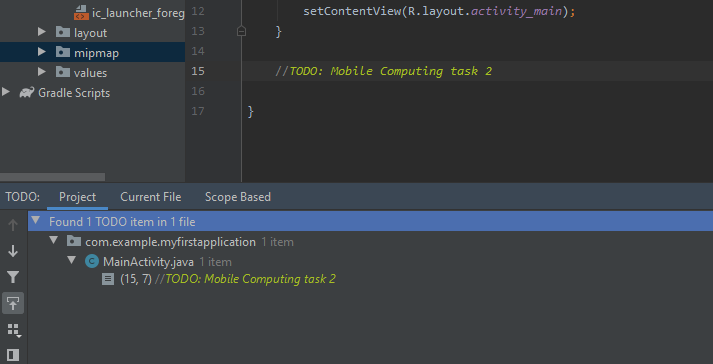 ic_launcher_foreg
layout
mipmap
values
Gradle Scripts
12 setContentView(R.layout.activity_main);
13 }
14
15 //TODO: Mobile Computing task 2
16
17 }
TODO: Project Current File Scope Based
Found 1 TODO item in 1 file
com.example.myfirstapplication 1 item
MainActivity.java 1 item
(15, 7) //TODO: Mobile Computing task 2